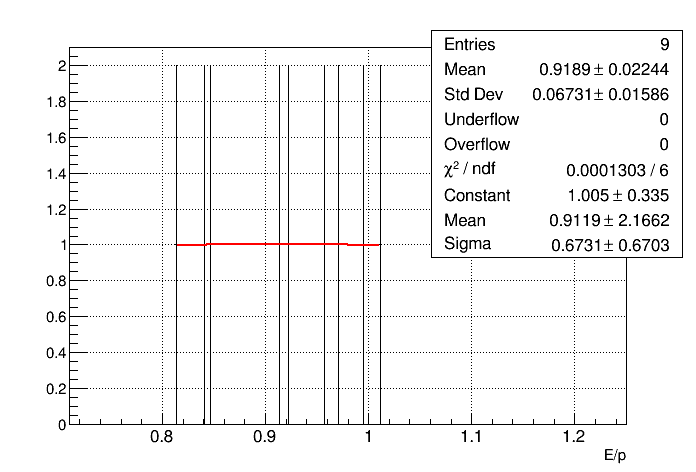 Entries 9
Mean 0.9189 ± 0.02244
Std Dev 0.06731 ± 0.01586
Underflow 0
Overflow 0
χ² / ndf 0.0001303 / 6
Constant 1.005 ± 0.335
Mean 0.9119 ± 2.1662
Sigma 0.6731 ± 0.6703
2
1.8
1.6
1.4
1.2
1
0.8
0.6
0.4
0.2
0
0.8 0.9 1 1.1 1.2
E/p